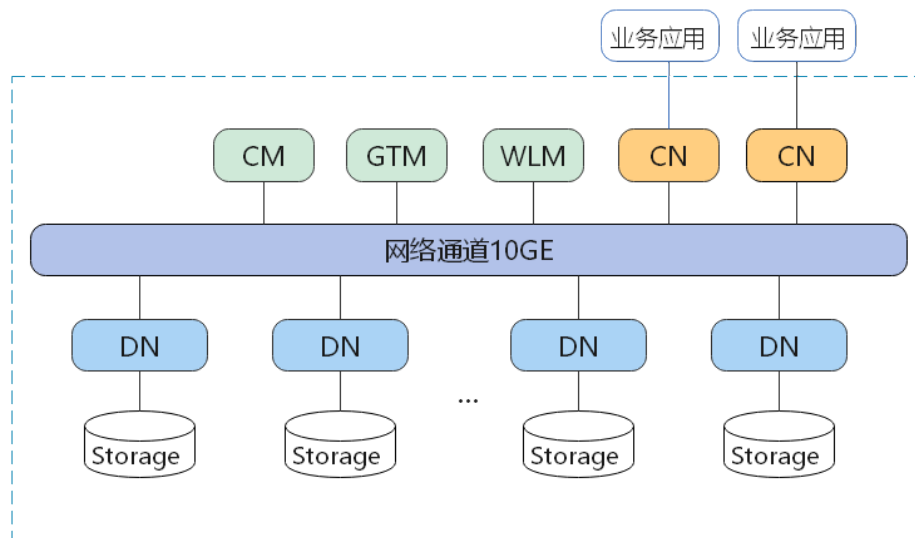 业务应用
业务应用
CM
GTM
WLM
CN
CN
网络通道10GE
DN
DN
DN
DN
...
Storage
Storage
Storage
Storage